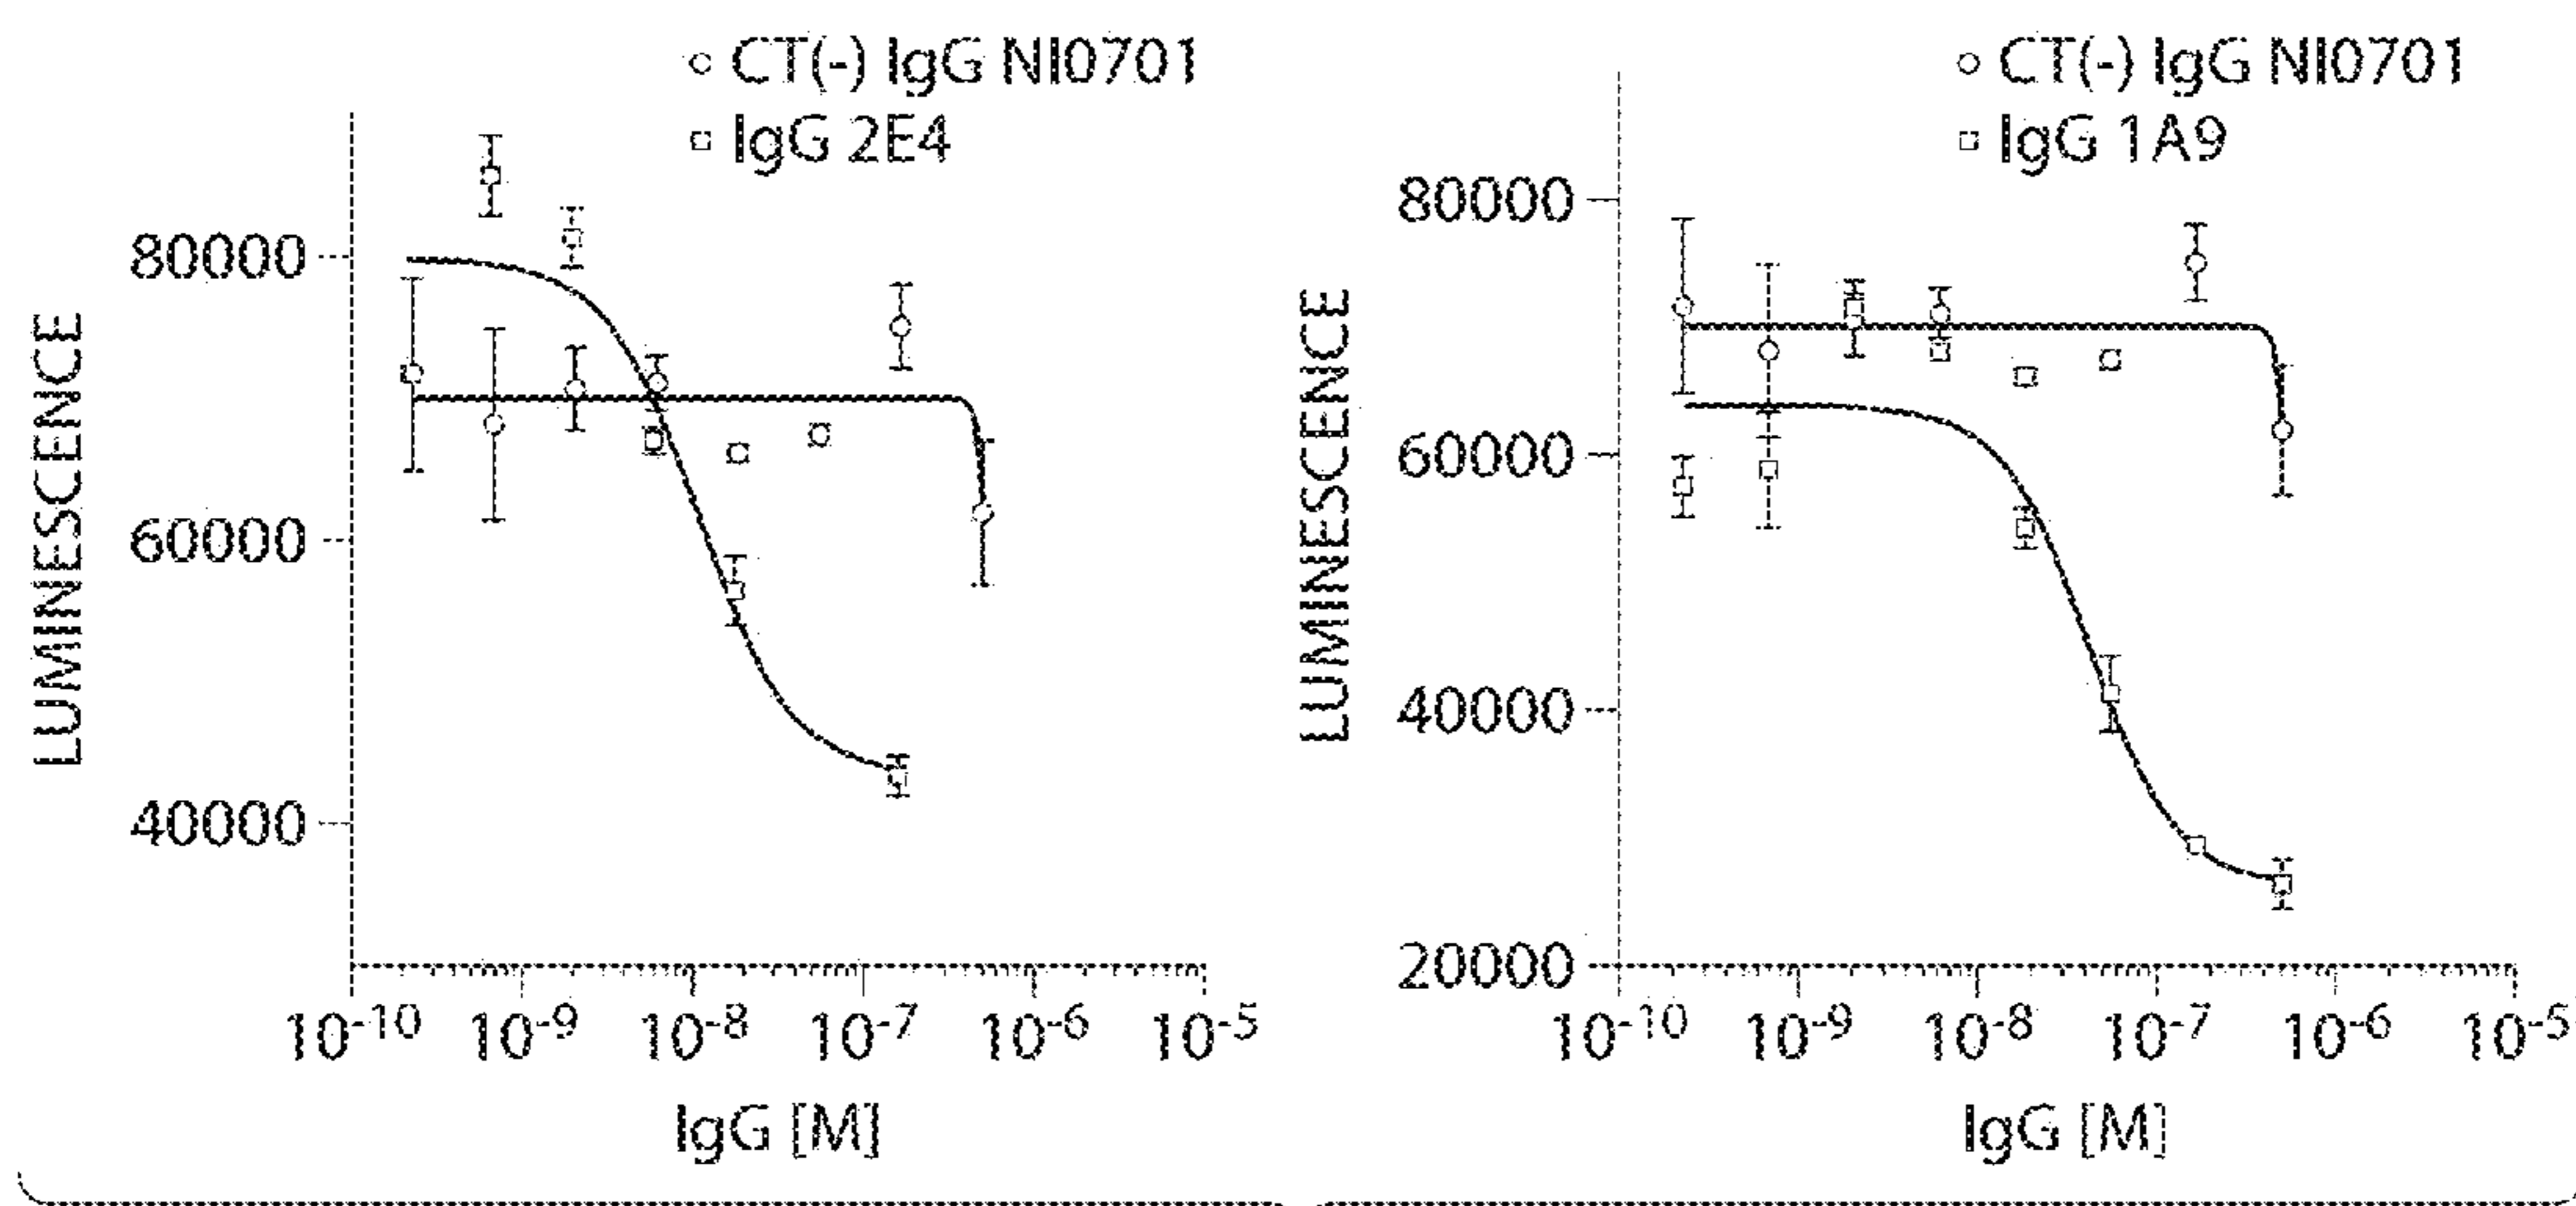 CT(-) IgG NI0701
IgG 2E4
LUMINESCENCE
80000
60000
40000
10-10 10-9 10-8 10-7 10-6 10-5
IgG [M]
CT(-) IgG NI0701
IgG 1A9
LUMINESCENCE
80000
60000
40000
20000
10-10 10-9 10-8 10-7 10-6 10-5
IgG [M]